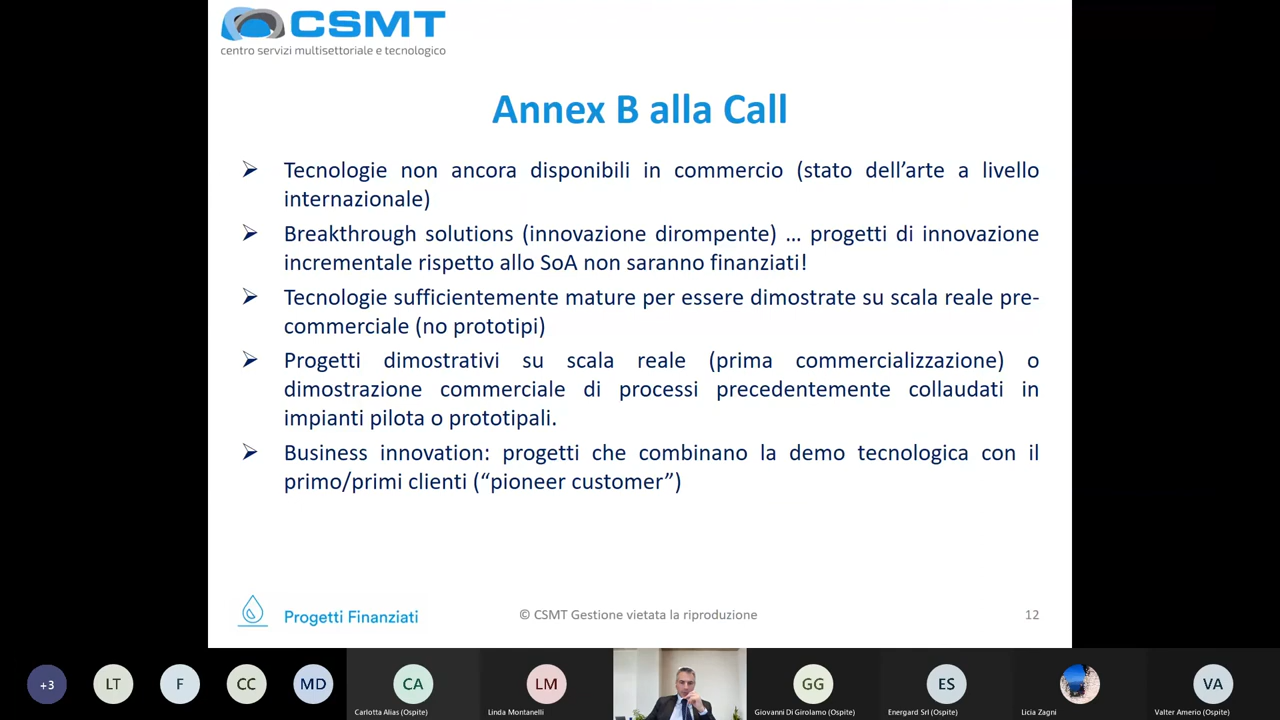 CSMT
centro servizi multisettoriale e tecnologico
Annex B alla Call
Tecnologie non ancora disponibili in commercio (stato dell’arte a livello
internazionale)
Breakthrough solutions (innovazione dirompente) … progetti di innovazione
incrementale rispetto allo SoA non saranno finanziati!
Tecnologie sufficientemente mature per essere dimostrate su scala reale pre-
commerciale (no prototipi)
Progetti dimostrativi su scala reale (prima commercializzazione) o
dimostrazione commerciale di processi precedentemente collaudati in
impianti pilota o prototipali.
Business innovation: progetti che combinano la demo tecnologica con il
primo/primi clienti (“pioneer customer”)
Progetti Finanziati
© CSMT Gestione vietata la riproduzione
12
+3
LT
F
CC
MD
CA
LM
GG
ES
VA
Carlotta Alias (Ospite)
Linda Montanelli
Giovanni Di Girolamo (Ospite)
Energard Srl (Ospite)
Licia Zagni
Valter Amerio (Ospite)